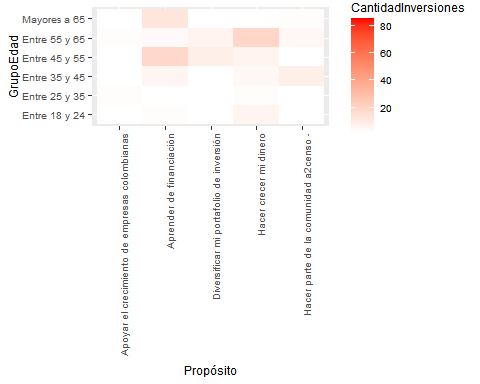 CantidadInversiones
80
60
40
20
GrupoEdad
Mayores a 65
Entre 55 y 65
Entre 45 y 55
Entre 35 y 45
Entre 25 y 35
Entre 18 y 24
Apoyar el crecimiento de empresas colombianas
Aprender de financiación
Diversificar mi portafolio de inversión
Hacer crecer mi dinero
Hacer parte de la comunidad a2censo -
Propósito